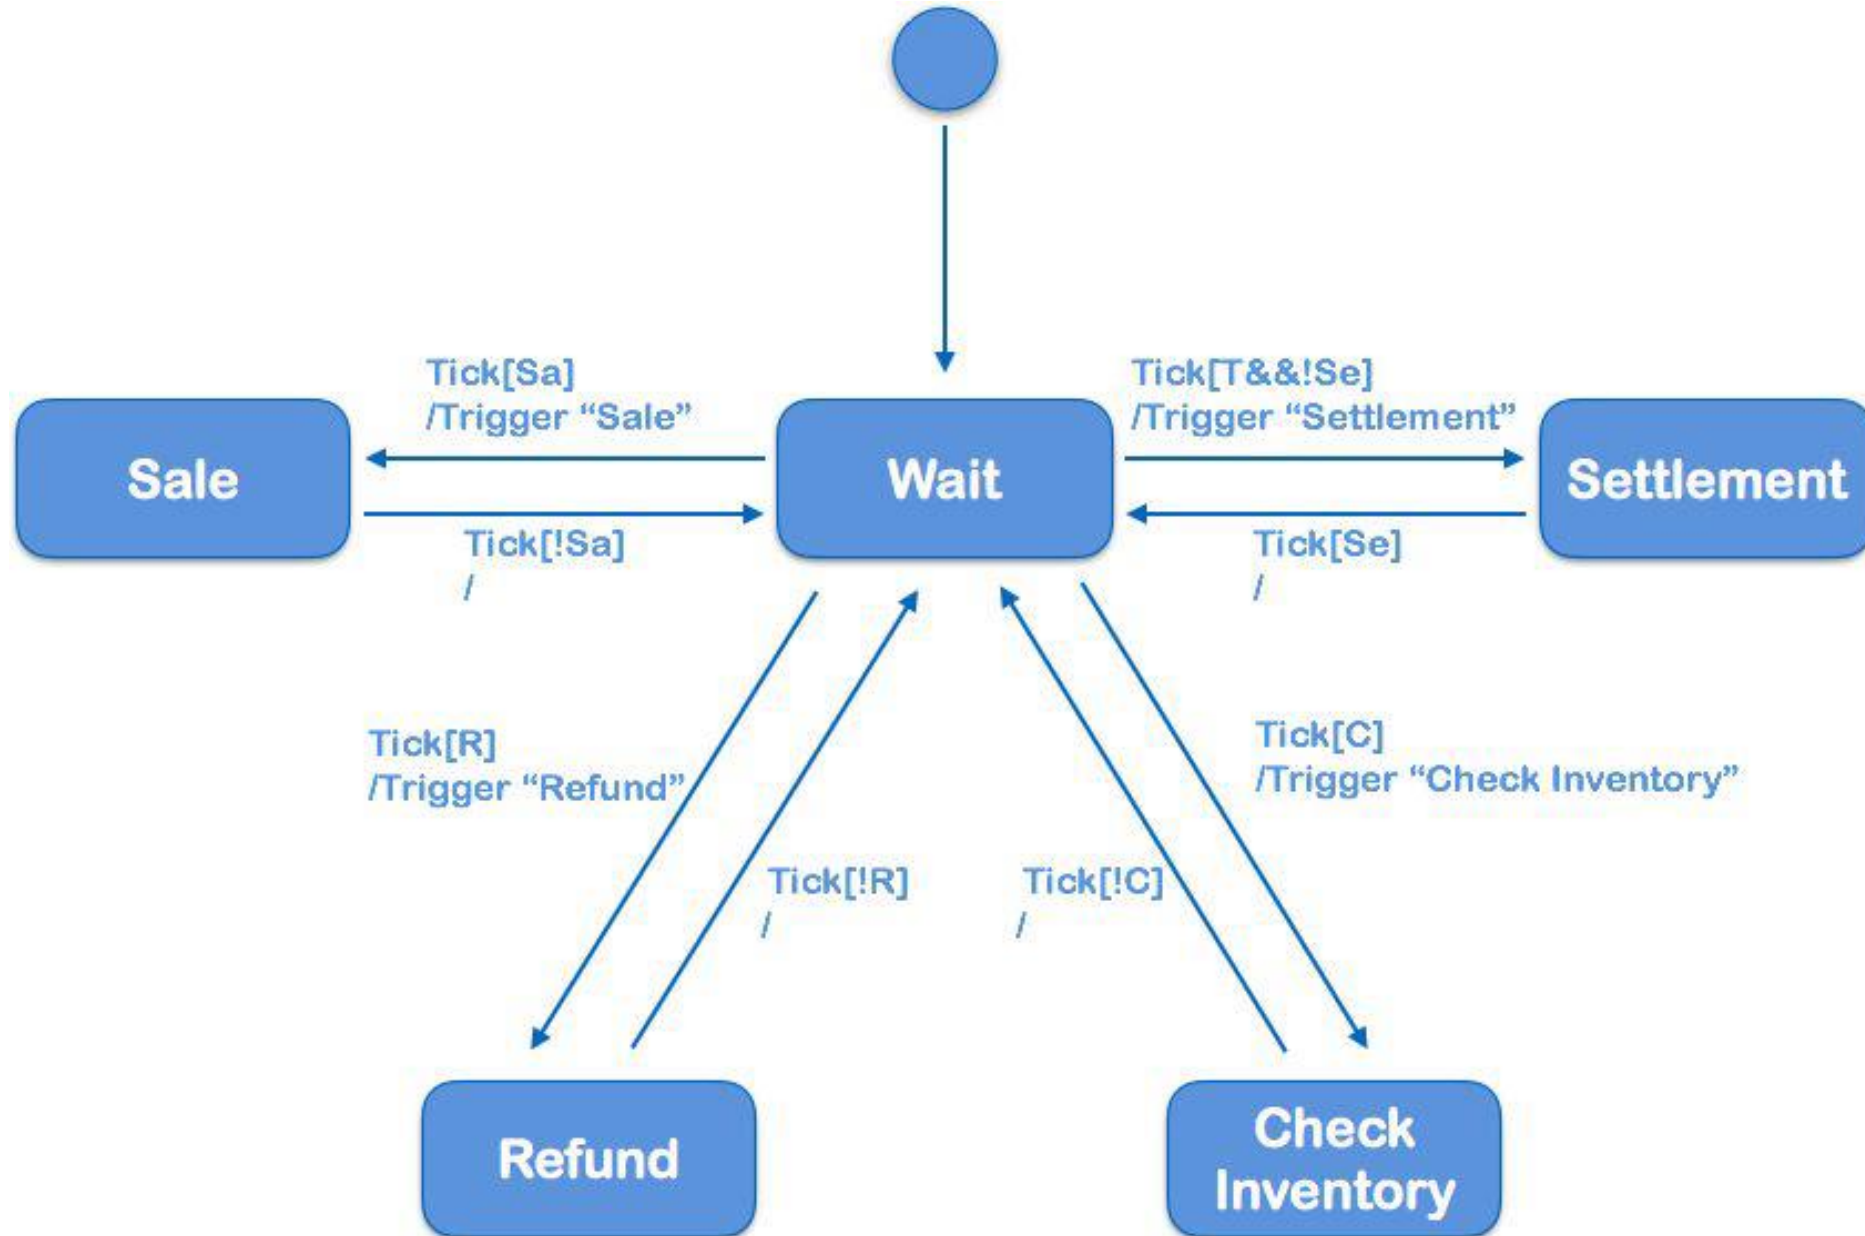 Tick[Sa]
/Trigger “Sale”
Tick[T&&!Se]
/Trigger “Settlement”
Sale
Wait
Settlement
Tick[!Sa]
/
Tick[Se]
/
Tick[R]
/Trigger “Refund”
Tick[C]
/Trigger “Check Inventory”
Tick[!R]
/
Tick[!C]
/
Refund
Check
Inventory